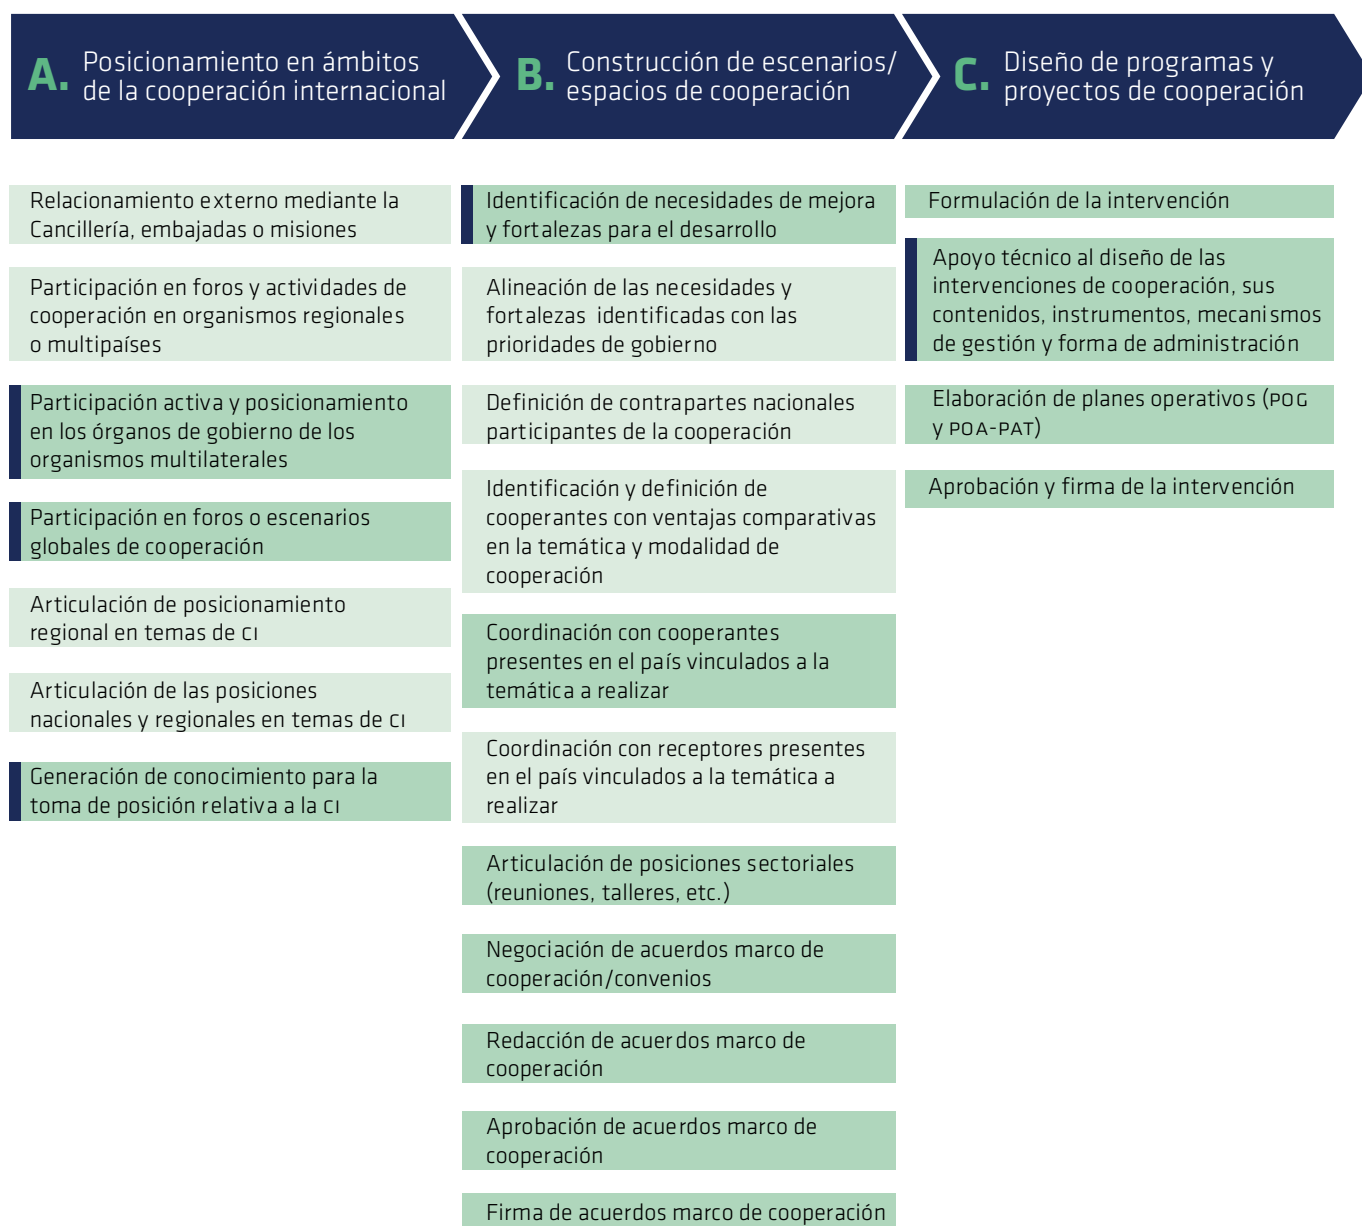 A. Posicionamiento en ámbitos
de la cooperación internacional
B. Construcción de escenarios/
espacios de cooperación
C. Diseño de programas y
proyectos de cooperación
Relacionamiento externo mediante la
Cancillería, embajadas o misiones
Participación en foros y actividades de
cooperación en organismos regionales
o multipaíses
Participación activa y posicionamiento
en los órganos de gobierno de los
organismos multilaterales
Participación en foros o escenarios
globales de cooperación
Articulación de posicionamiento
regional en temas de CI
Articulación de las posiciones
nacionales y regionales en temas de CI
Generación de conocimiento para la
toma de posición relativa a la CI
Identificación de necesidades de mejora
y fortalezas para el desarrollo
Alineación de las necesidades y
fortalezas identificadas con las
prioridades de gobierno
Definición de contrapartes nacionales
participantes de la cooperación
Identificación y definición de
cooperantes con ventajas comparativas
en la temática y modalidad de
cooperación
Coordinación con cooperantes
presentes en el país vinculados a la
temática a realizar
Coordinación con receptores presentes
en el país vinculados a la temática a
realizar
Articulación de posiciones sectoriales
(reuniones, talleres, etc.)
Negociación de acuerdos marco de
cooperación/convenios
Redacción de acuerdos marco de
cooperación
Aprobación de acuerdos marco de
cooperación
Firma de acuerdos marco de cooperación
Formulación de la intervención
Apoyo técnico al diseño de las
intervenciones de cooperación, sus
contenidos, instrumentos, mecanismos
de gestión y forma de administración
Elaboración de planes operativos (POG
y POA-PAT)
Aprobación y firma de la intervención